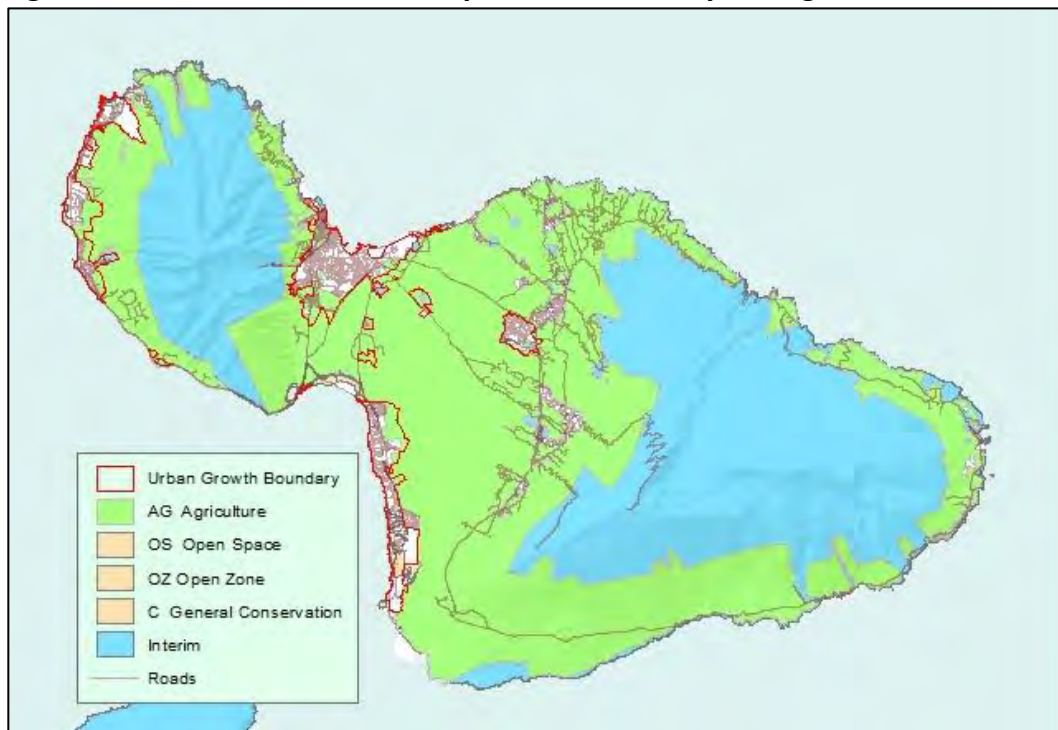 Urban Growth Boundary
AG Agriculture
OS Open Space
OZ Open Zone
C General Conservation
Interim
Roads